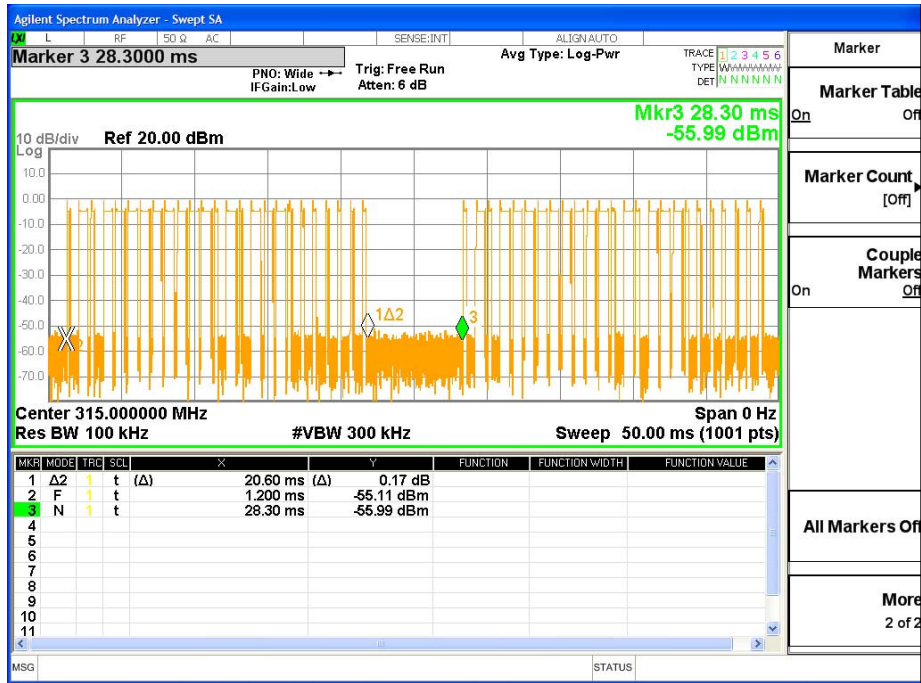 Agilent Spectrum Analyzer - Swept SA
LXI L RF 50 Ω AC SENSE:INT ALIGN AUTO
Marker 3 28.3000 ms
PNO: Wide
IFGain:Low
Trig: Free Run
Atten: 6 dB
Avg Type: Log-Pwr
TRACE 1 2 3 4 5 6
TYPE WWWWWW
DET N N N N N N
Mkr3 28.30 ms
-55.99 dBm
10 dB/div Ref 20.00 dBm
Log
10.0
0.00
-10.0
-20.0
-30.0
-40.0
-50.0
-60.0
-70.0
1Δ2
3
Center 315.000000 MHz Span 0 Hz
Res BW 100 kHz #VBW 300 kHz Sweep 50.00 ms (1001 pts)
MKR MODE TRC SCL X Y FUNCTION FUNCTION WIDTH FUNCTION VALUE
1 Δ2 1 t (Δ) 20.60 ms (Δ) 0.17 dB
2 F 1 t 1.200 ms -55.11 dBm
3 N 1 t 28.30 ms -55.99 dBm
4
5
6
7
8
9
10
11
MSG STATUS
Marker
Marker Table
On Off
Marker Count
[Off]
Couple
Markers
On Off
All Markers Off
More
2 of 2